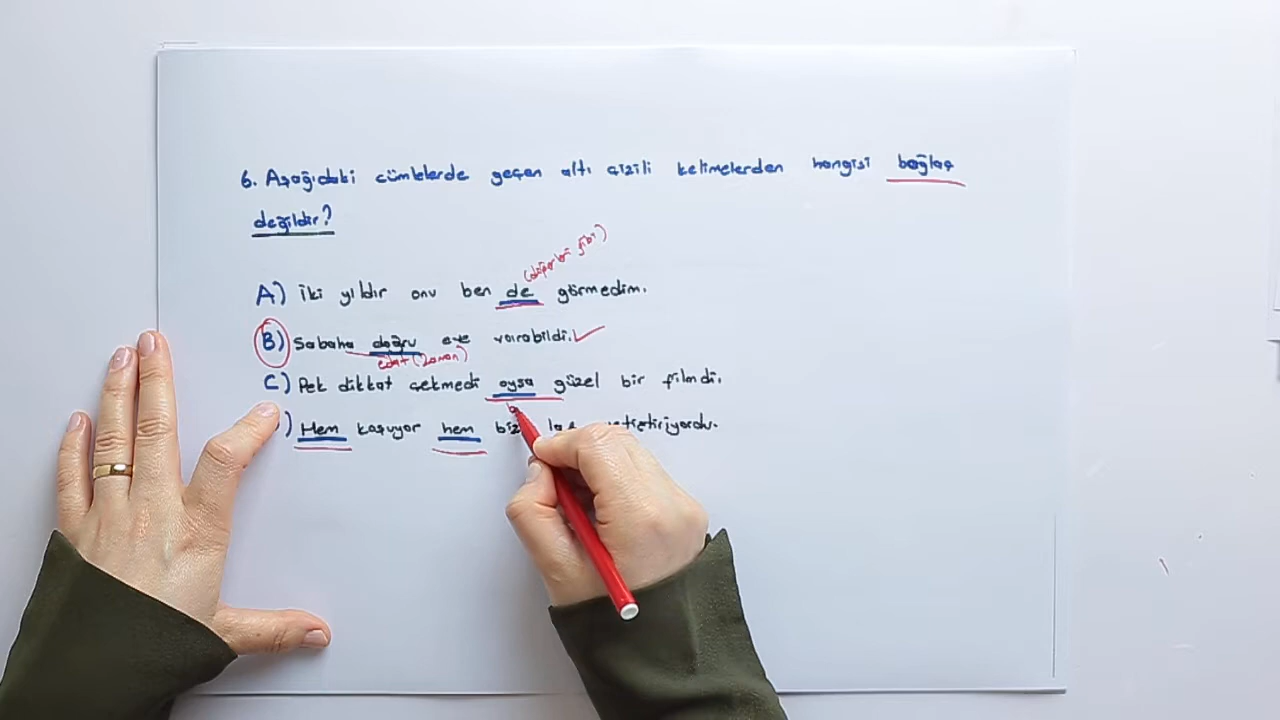 6. Aşağıdaki cümlelerde geçen altı çizili kelimelerden hangisi bağlaç
değildir?
(diğerleri gibi)
A) İki yıldır onu ben de görmedim.
B) Sabaha doğru eve varabildi.
edat (zaman)
C) Pek dikkat çekmedi oysa güzel bir filmdi.
) Hem koşuyor hem